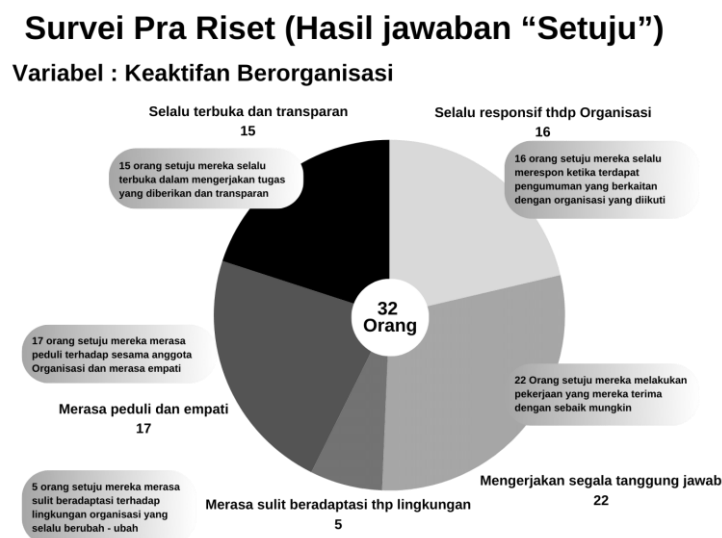 Survei Pra Riset (Hasil jawaban “Setuju”)
Variabel : Keaktifan Berorganisasi
Selalu terbuka dan transparan
15
15 orang setuju mereka selalu
terbuka dalam mengerjakan tugas
yang diberikan dan transparan
Selalu responsif thdp Organisasi
16
16 orang setuju mereka selalu
merespon ketika terdapat
pengumuman yang berkaitan
dengan organisasi yang diikuti
32
Orang
17 orang setuju mereka merasa
peduli terhadap sesama anggota
Organisasi dan merasa empati
Merasa peduli dan empati
17
22 Orang setuju mereka melakukan
pekerjaan yang mereka terima
dengan sebaik mungkin
Mengerjakan segala tanggung jawab
22
5 orang setuju mereka merasa
sulit beradaptasi terhadap
lingkungan organisasi yang
selalu berubah - ubah
Merasa sulit beradaptasi thp lingkungan
5